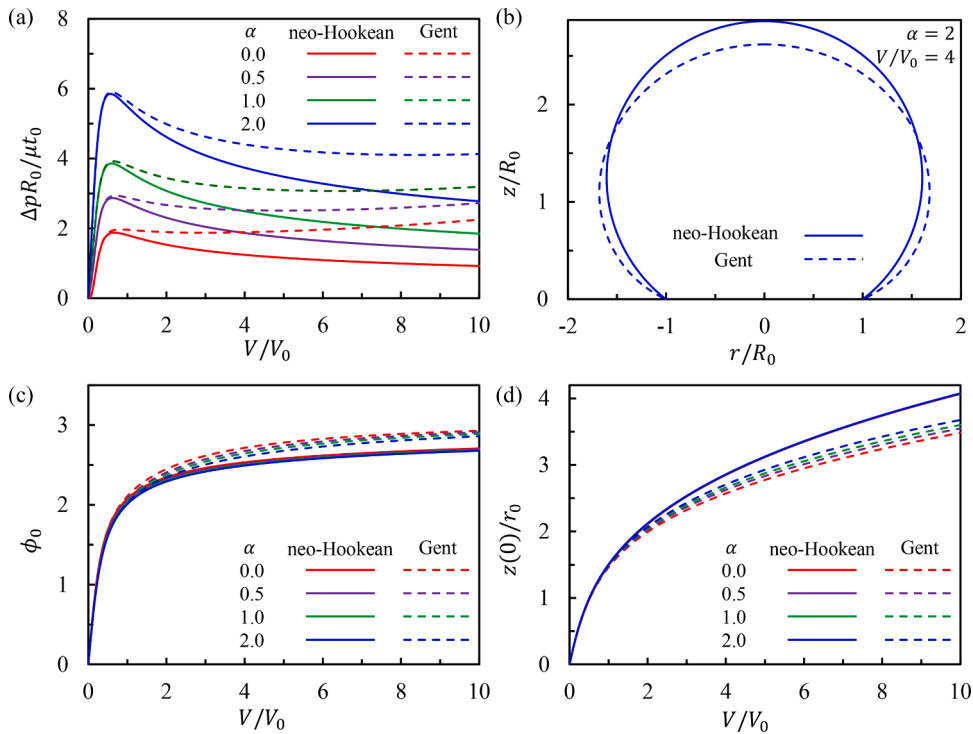 (a)
8
6
4
2
0
ΔpR₀/μt₀
α neo-Hookean Gent
0.0
0.5
1.0
2.0
0 2 4 6 8 10
V/V₀
(b)
α = 2
V/V₀ = 4
2
1
0
z/R₀
neo-Hookean
Gent
-2 -1 0 1 2
r/R₀
(c)
3
2
1
0
ϕ₀
α neo-Hookean Gent
0.0
0.5
1.0
2.0
0 2 4 6 8 10
V/V₀
(d)
4
3
2
1
0
z(0)/r₀
α neo-Hookean Gent
0.0
0.5
1.0
2.0
0 2 4 6 8 10
V/V₀